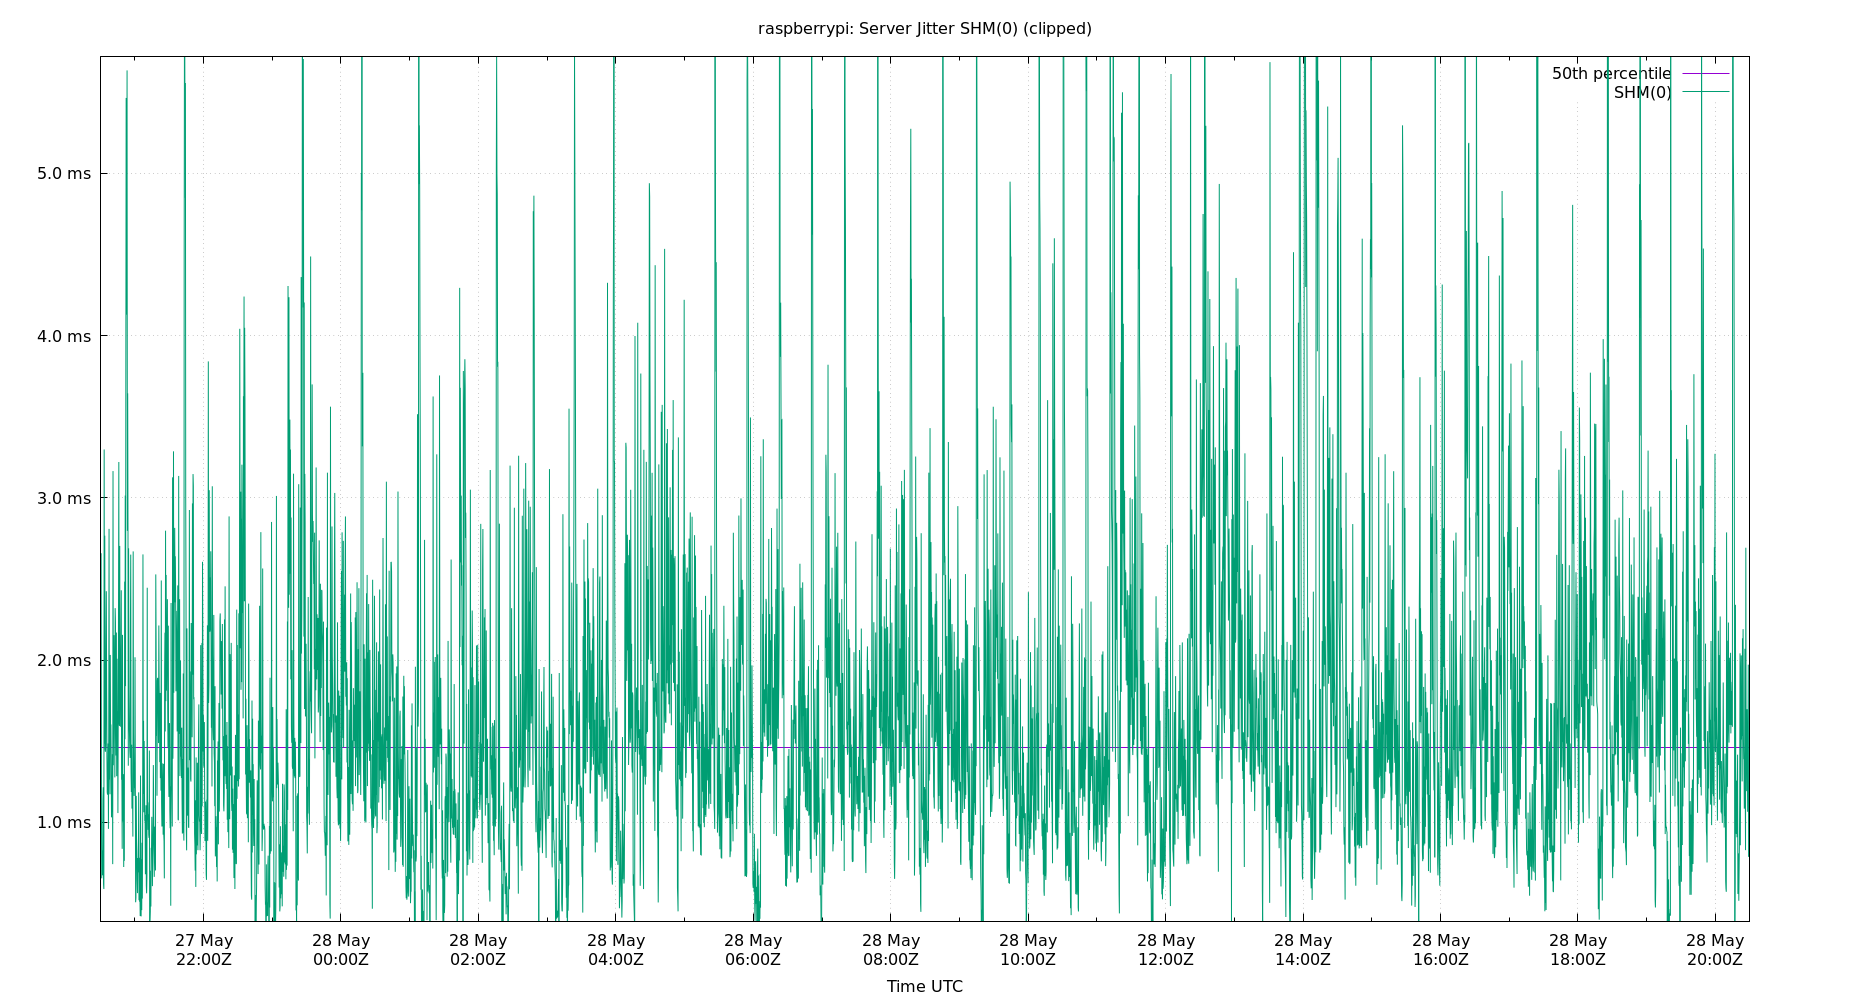 raspberrypi: Server Jitter SHM(0) (clipped)
50th percentile
SHM(0)
5.0 ms
4.0 ms
3.0 ms
2.0 ms
1.0 ms
27 May 28 May 28 May 28 May 28 May 28 May 28 May 28 May 28 May 28 May 28 May 28 May
22:00Z 00:00Z 02:00Z 04:00Z 06:00Z 08:00Z 10:00Z 12:00Z 14:00Z 16:00Z 18:00Z 20:00Z
Time UTC